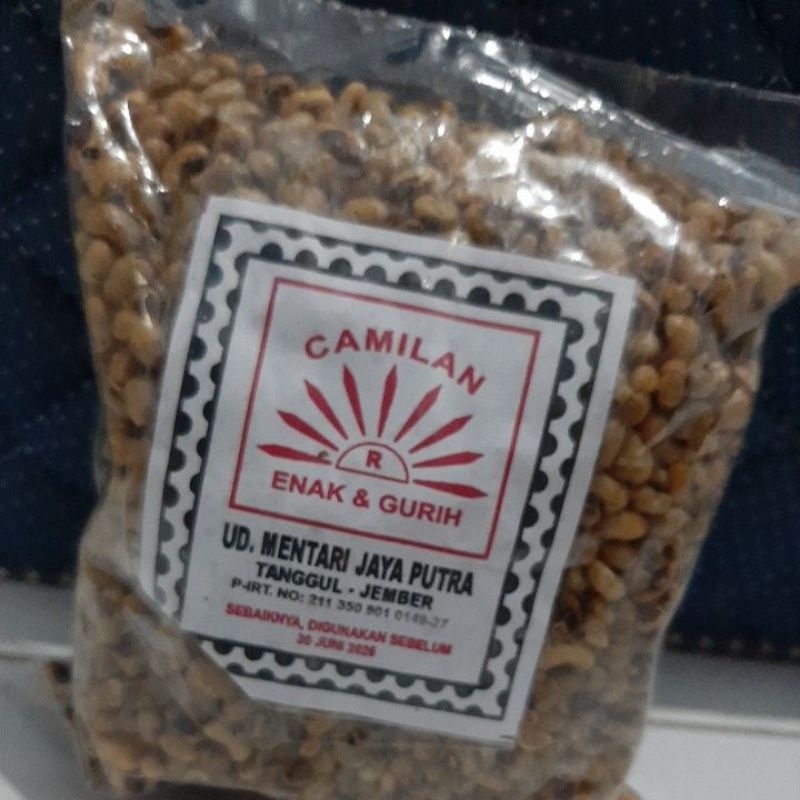 CAMILAN
R
ENAK & GURIH
UD. MENTARI JAYA PUTRA
TANGGUL - JEMBER
P-IRT. NO: 211 350 901 0149-27
SEBAIKNYA, DIGUNAKAN SEBELUM
30 JUNI 2026